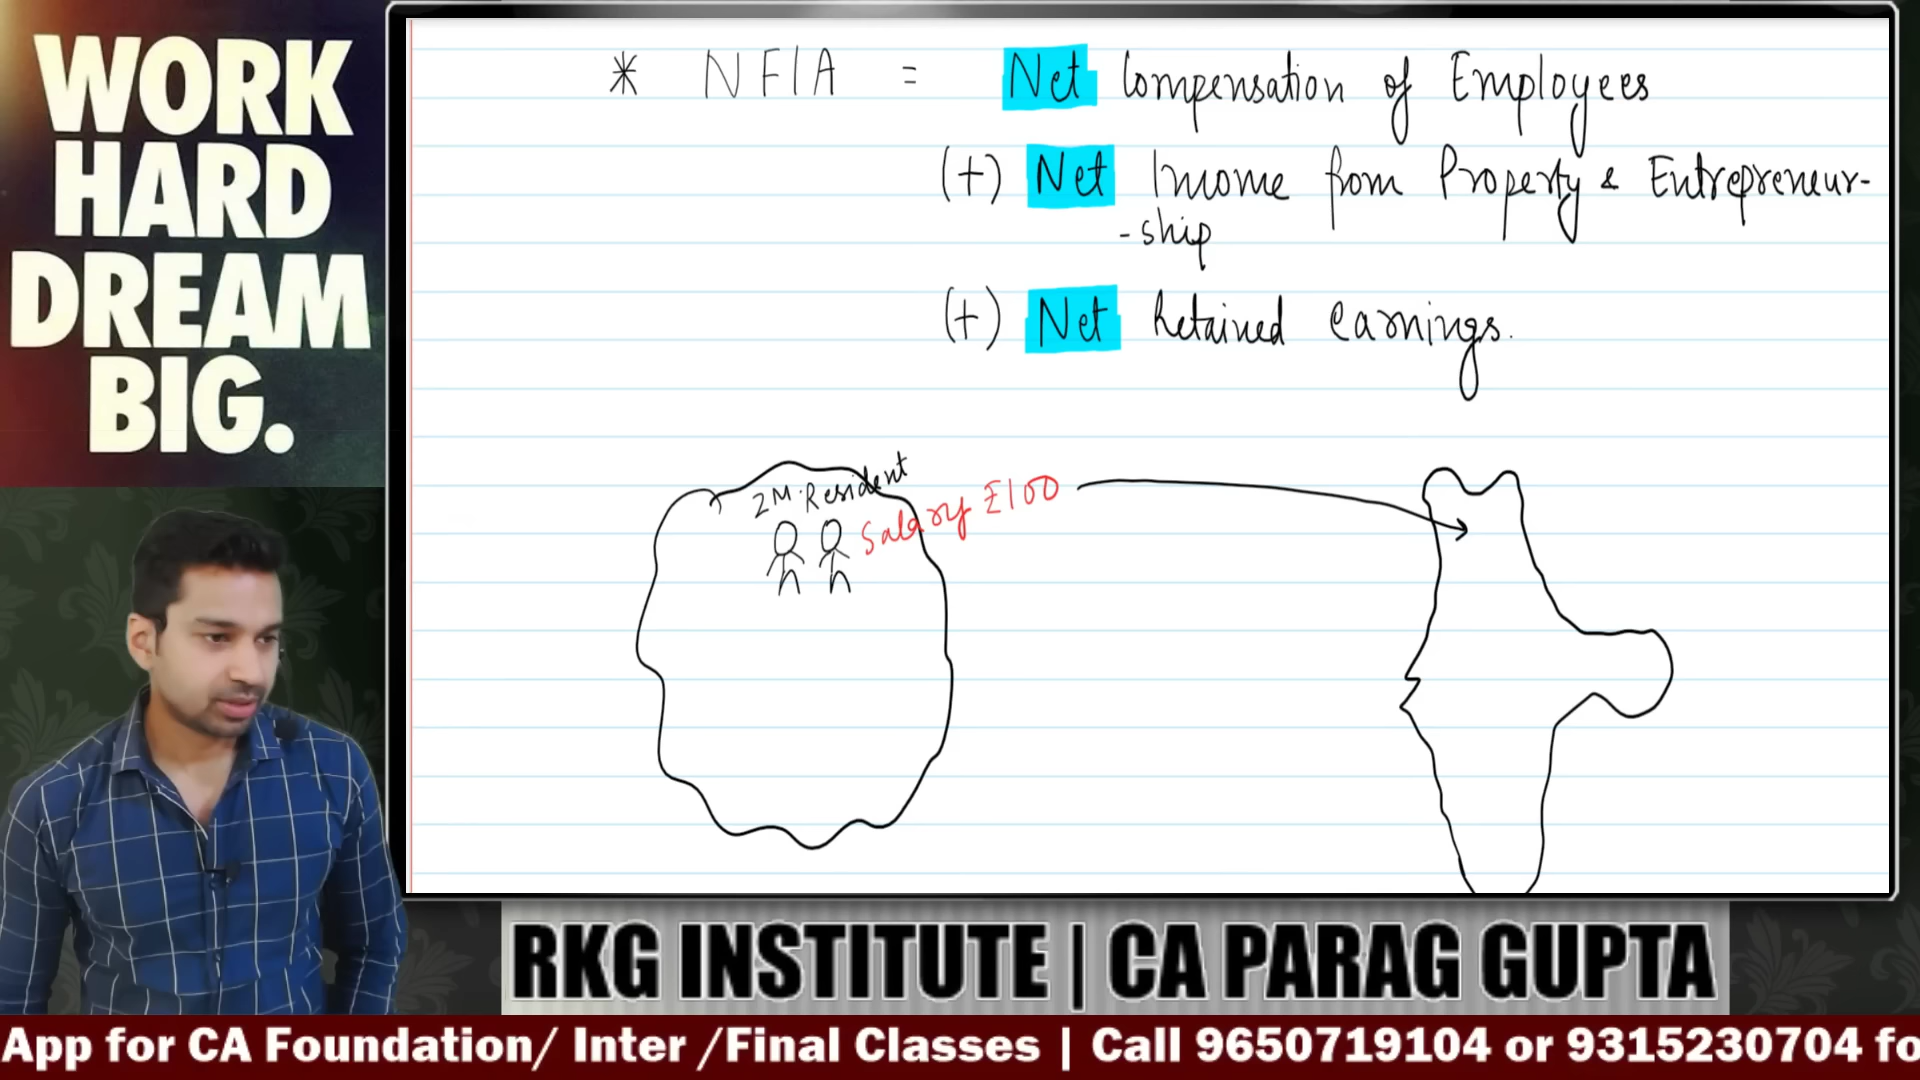 WORK
HARD
DREAM
BIG.
* NFIA = Net Compensation of Employees
(+) Net Income from Property & Entrepreneur-
-ship
(+) Net Retained earnings.
Resident
Salary ₹100
RKG INSTITUTE | CA PARAG GUPTA
App for CA Foundation/ Inter /Final Classes | Call 9650719104 or 9315230704 fo